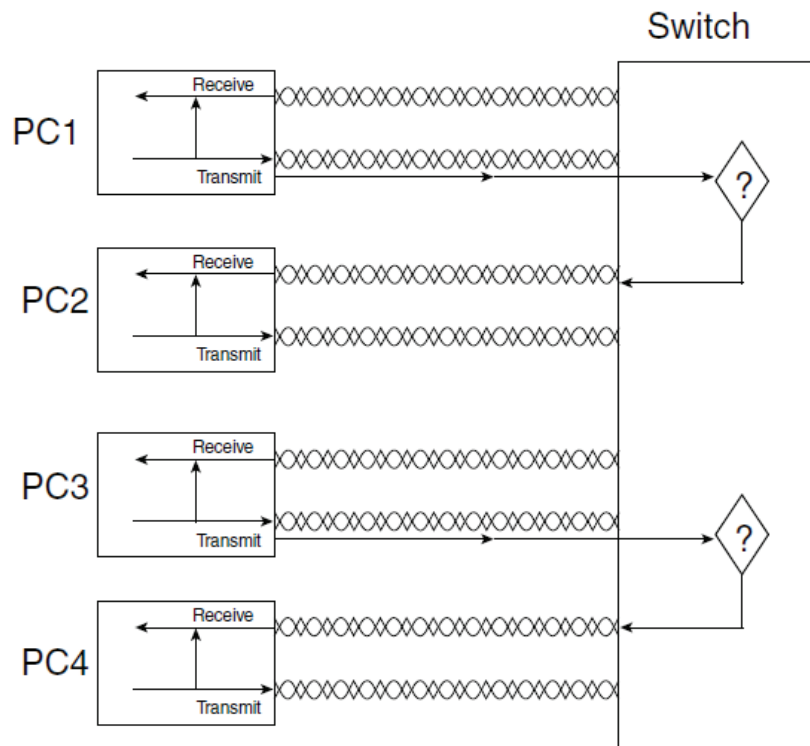 Switch
Receive
PC1
Transmit
?
Receive
PC2
Transmit
Receive
PC3
Transmit
?
Receive
PC4
Transmit